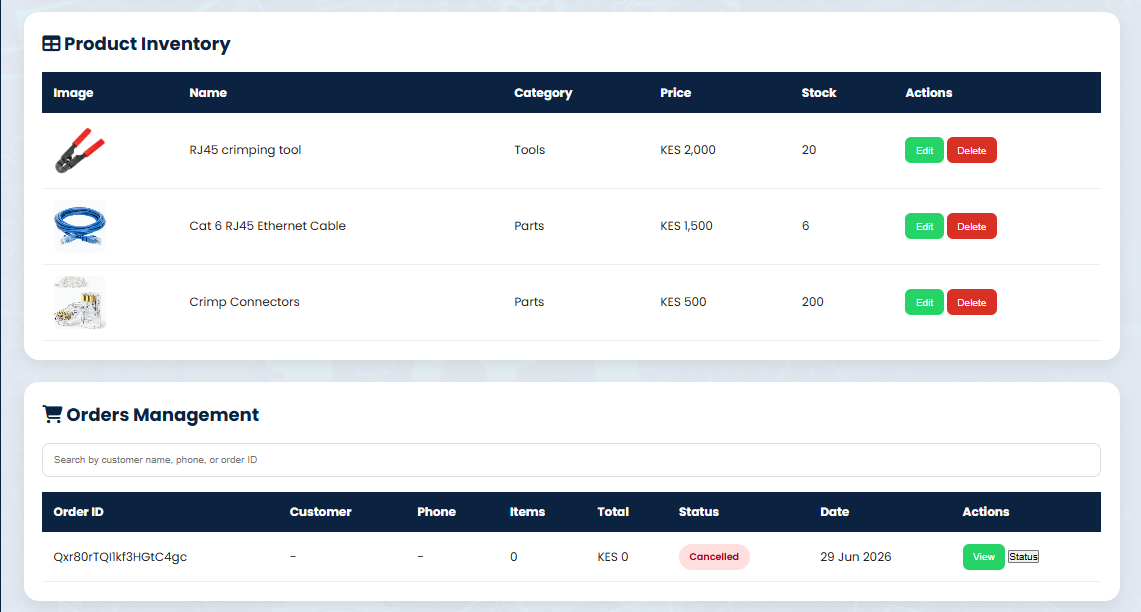 Product Inventory
Image Name Category Price Stock Actions
RJ45 crimping tool Tools KES 2,000 20 Edit Delete
Cat 6 RJ45 Ethernet Cable Parts KES 1,500 6 Edit Delete
Crimp Connectors Parts KES 500 200 Edit Delete
Orders Management
Search by customer name, phone, or order ID
Order ID Customer Phone Items Total Status Date Actions
Qxr80rTQI1kf3HGtC4gc - - 0 KES 0 Cancelled 29 Jun 2026 View Status